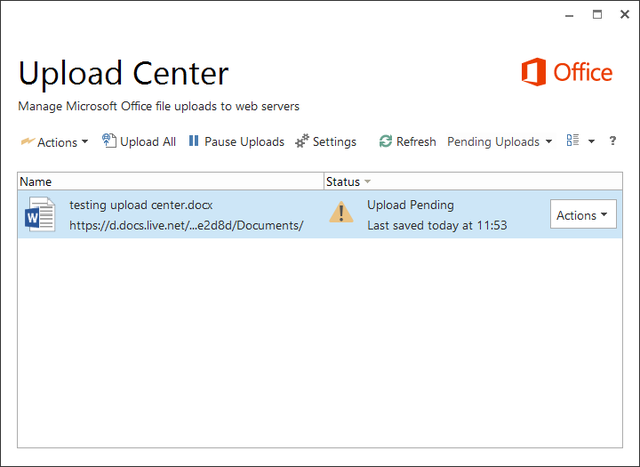 Upload Center
Office
Manage Microsoft Office file uploads to web servers
Actions Upload All Pause Uploads Settings Refresh Pending Uploads ?
Name Status
W testing upload center.docx Upload Pending Actions
https://d.docs.live.net/...e2d8d/Documents/ Last saved today at 11:53